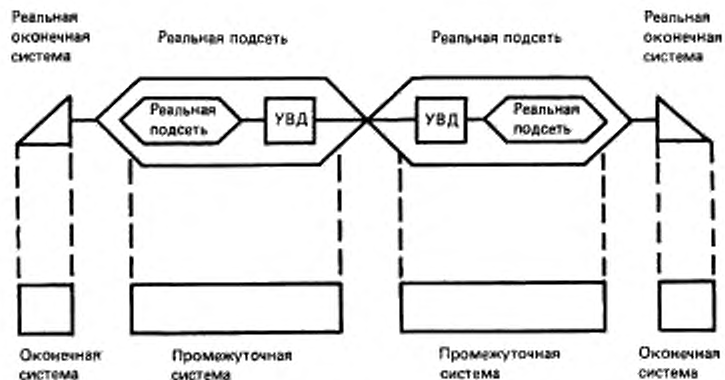 Реальная
оконечная
система
Реальная подсеть
Реальная подсеть
Реальная
оконечная
система
Реальная
подсеть
УВД
УВД
Реальная
подсеть
Оконечная
система
Промежуточная
система
Промежуточная
система
Оконечная
система